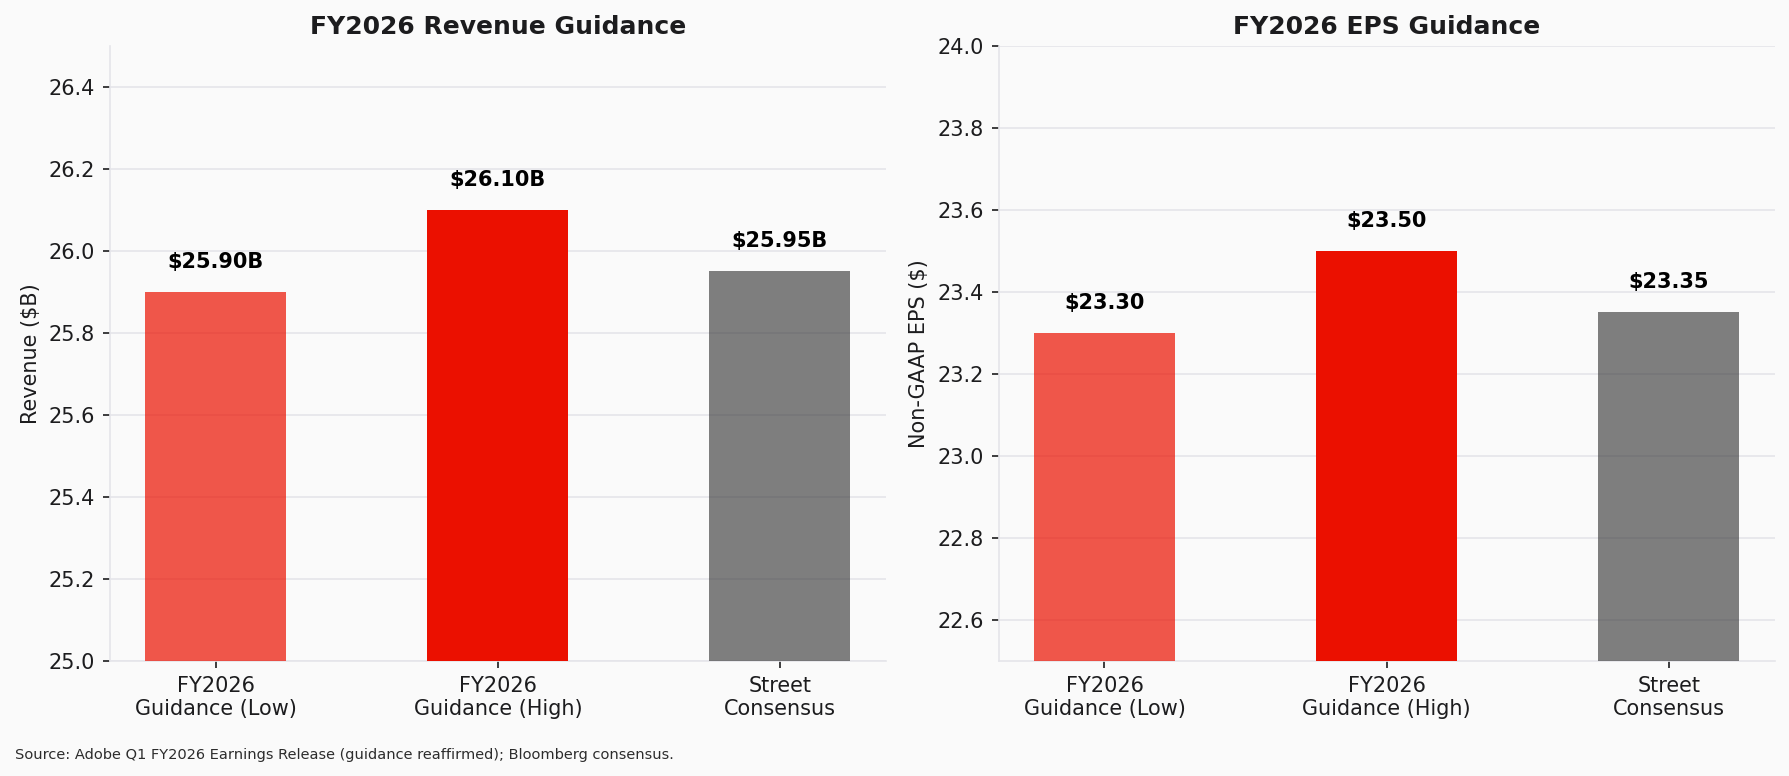 FY2026 Revenue Guidance
Revenue ($B)
26.4
26.2
26.0
25.8
25.6
25.4
25.2
25.0
$25.90B
$26.10B
$25.95B
FY2026
Guidance (Low)
FY2026
Guidance (High)
Street
Consensus
FY2026 EPS Guidance
Non-GAAP EPS ($)
24.0
23.8
23.6
23.4
23.2
23.0
22.8
22.6
$23.30
$23.50
$23.35
FY2026
Guidance (Low)
FY2026
Guidance (High)
Street
Consensus
Source: Adobe Q1 FY2026 Earnings Release (guidance reaffirmed); Bloomberg consensus.